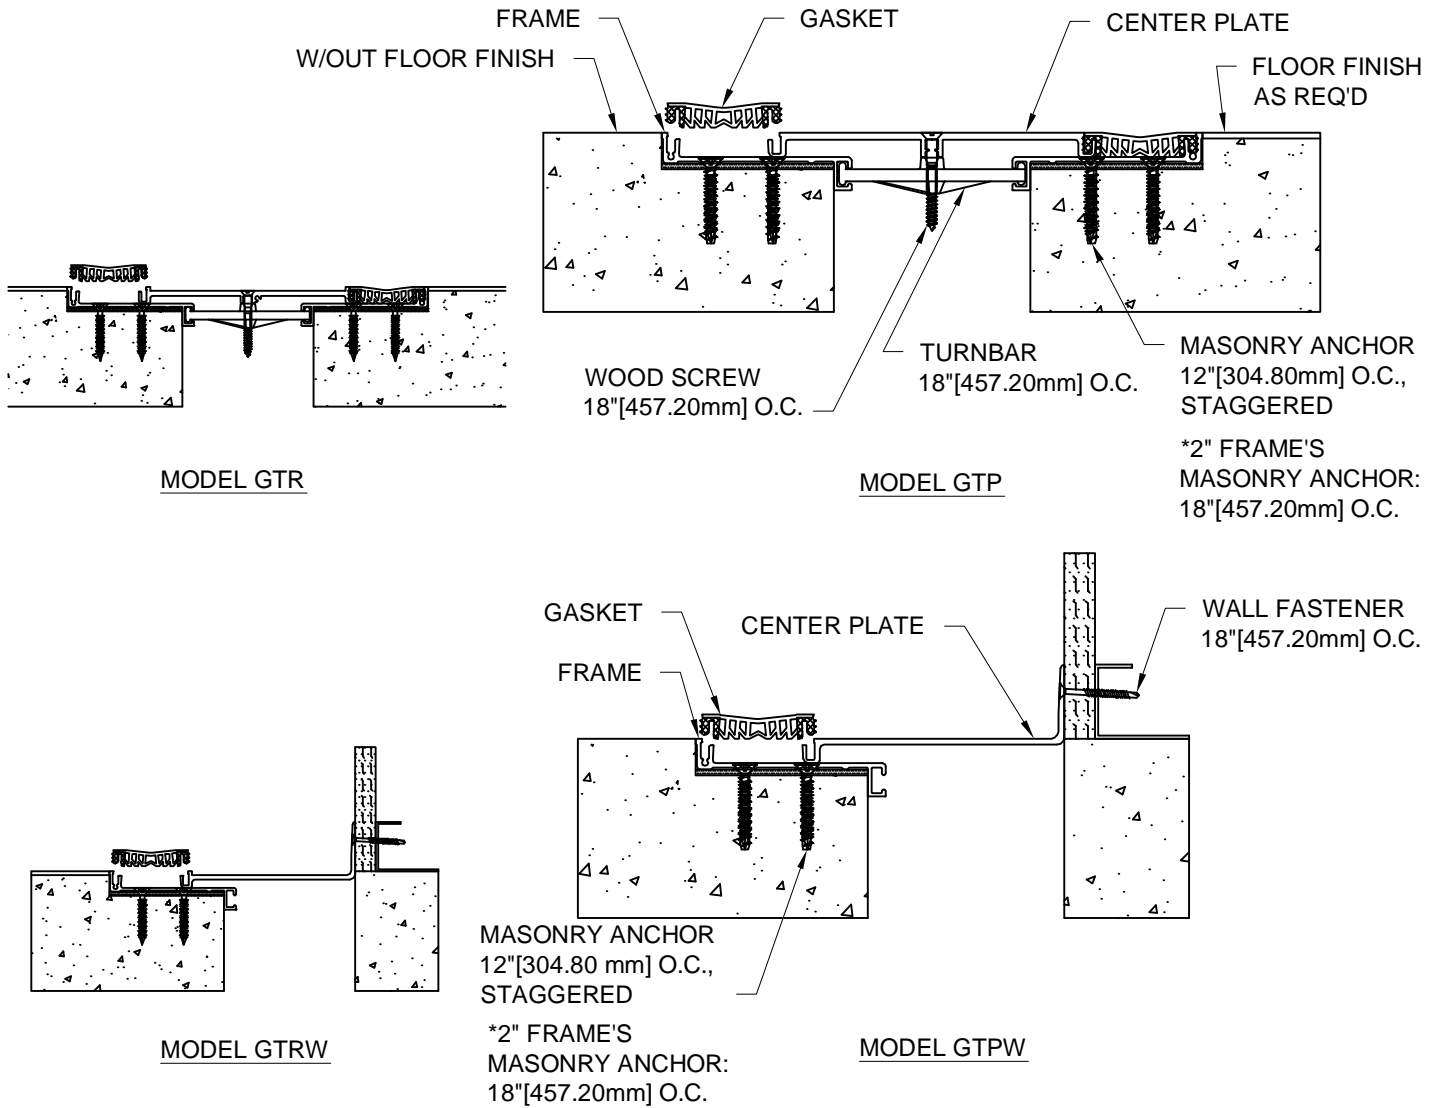 FRAME
GASKET
CENTER PLATE
W/OUT FLOOR FINISH
FLOOR FINISH
AS REQ'D
WOOD SCREW
18"[457.20mm] O.C.
TURNBAR
18"[457.20mm] O.C.
MASONRY ANCHOR
12"[304.80mm] O.C.,
STAGGERED
*2" FRAME'S
MASONRY ANCHOR:
18"[457.20mm] O.C.
MODEL GTR
MODEL GTP
GASKET
CENTER PLATE
WALL FASTENER
18"[457.20mm] O.C.
FRAME
MASONRY ANCHOR
12"[304.80 mm] O.C.,
STAGGERED
*2" FRAME'S
MASONRY ANCHOR:
18"[457.20mm] O.C.
MODEL GTRW
MODEL GTPW